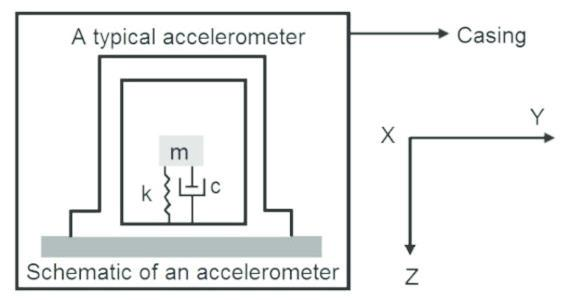 A typical accelerometer
Casing
m
k
c
Schematic of an accelerometer
X
Y
Z